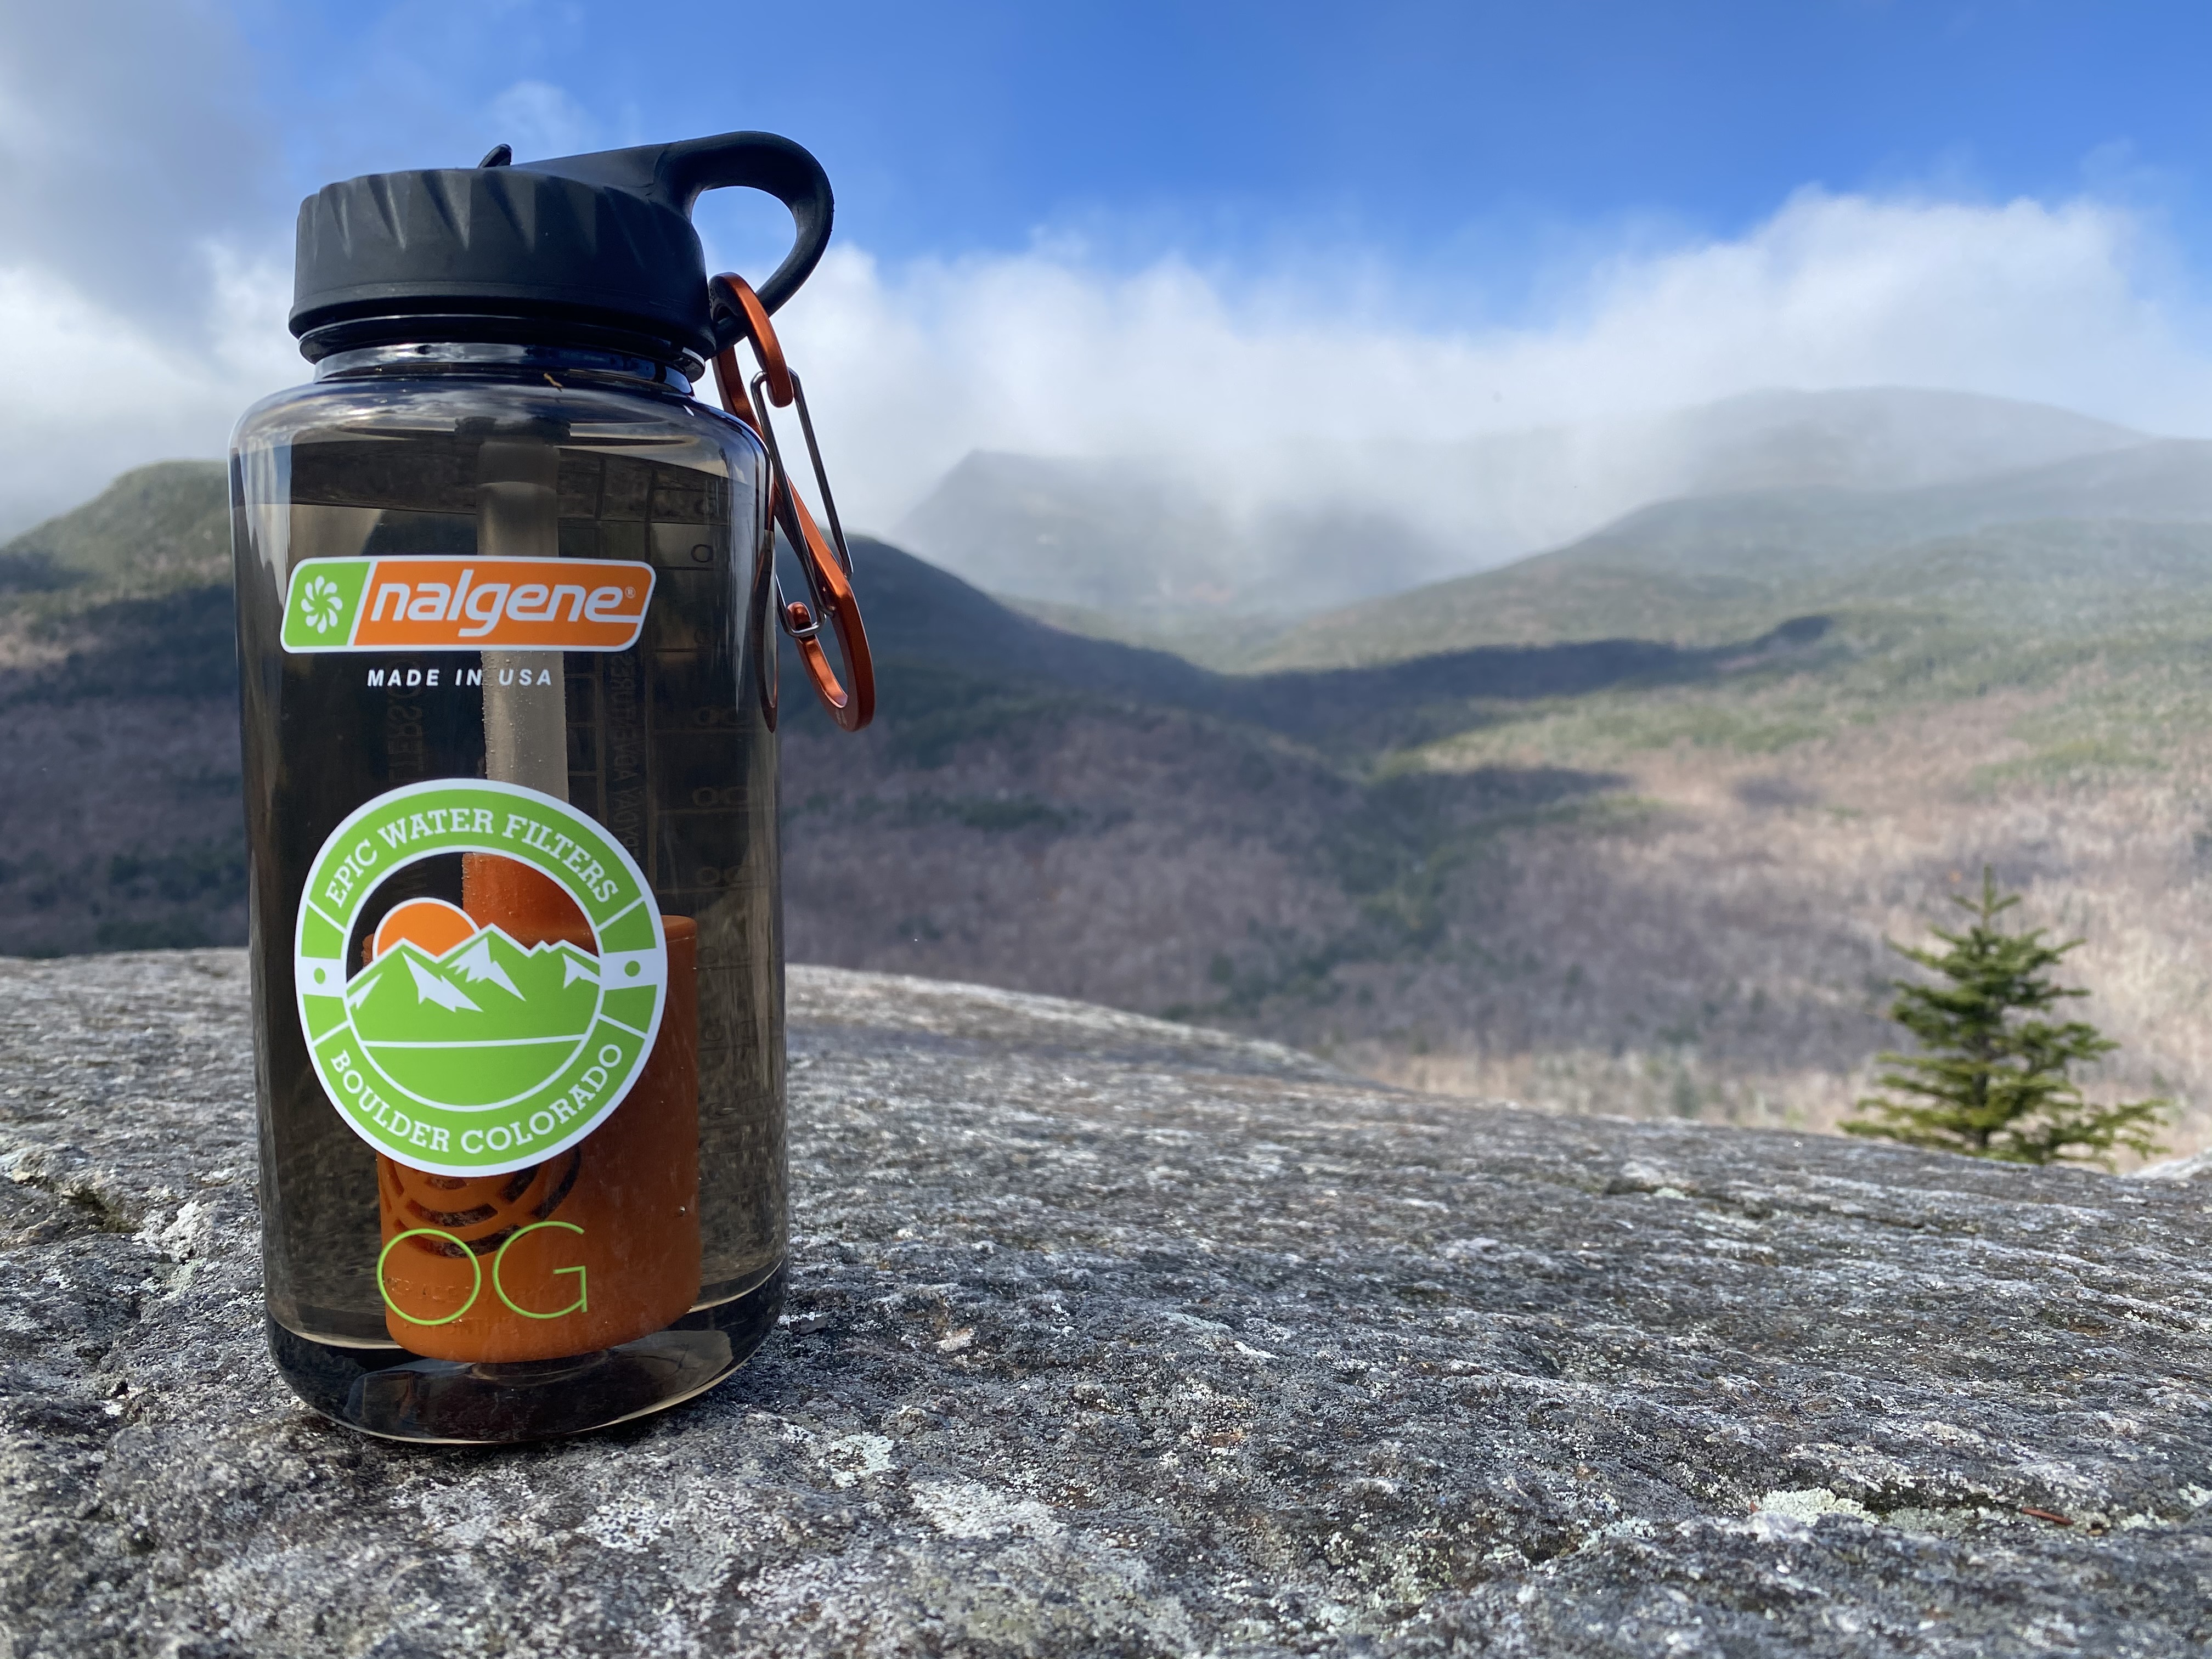 nalgene®
MADE IN USA
EPIC WATER FILTERS
BOULDER COLORADO
OG